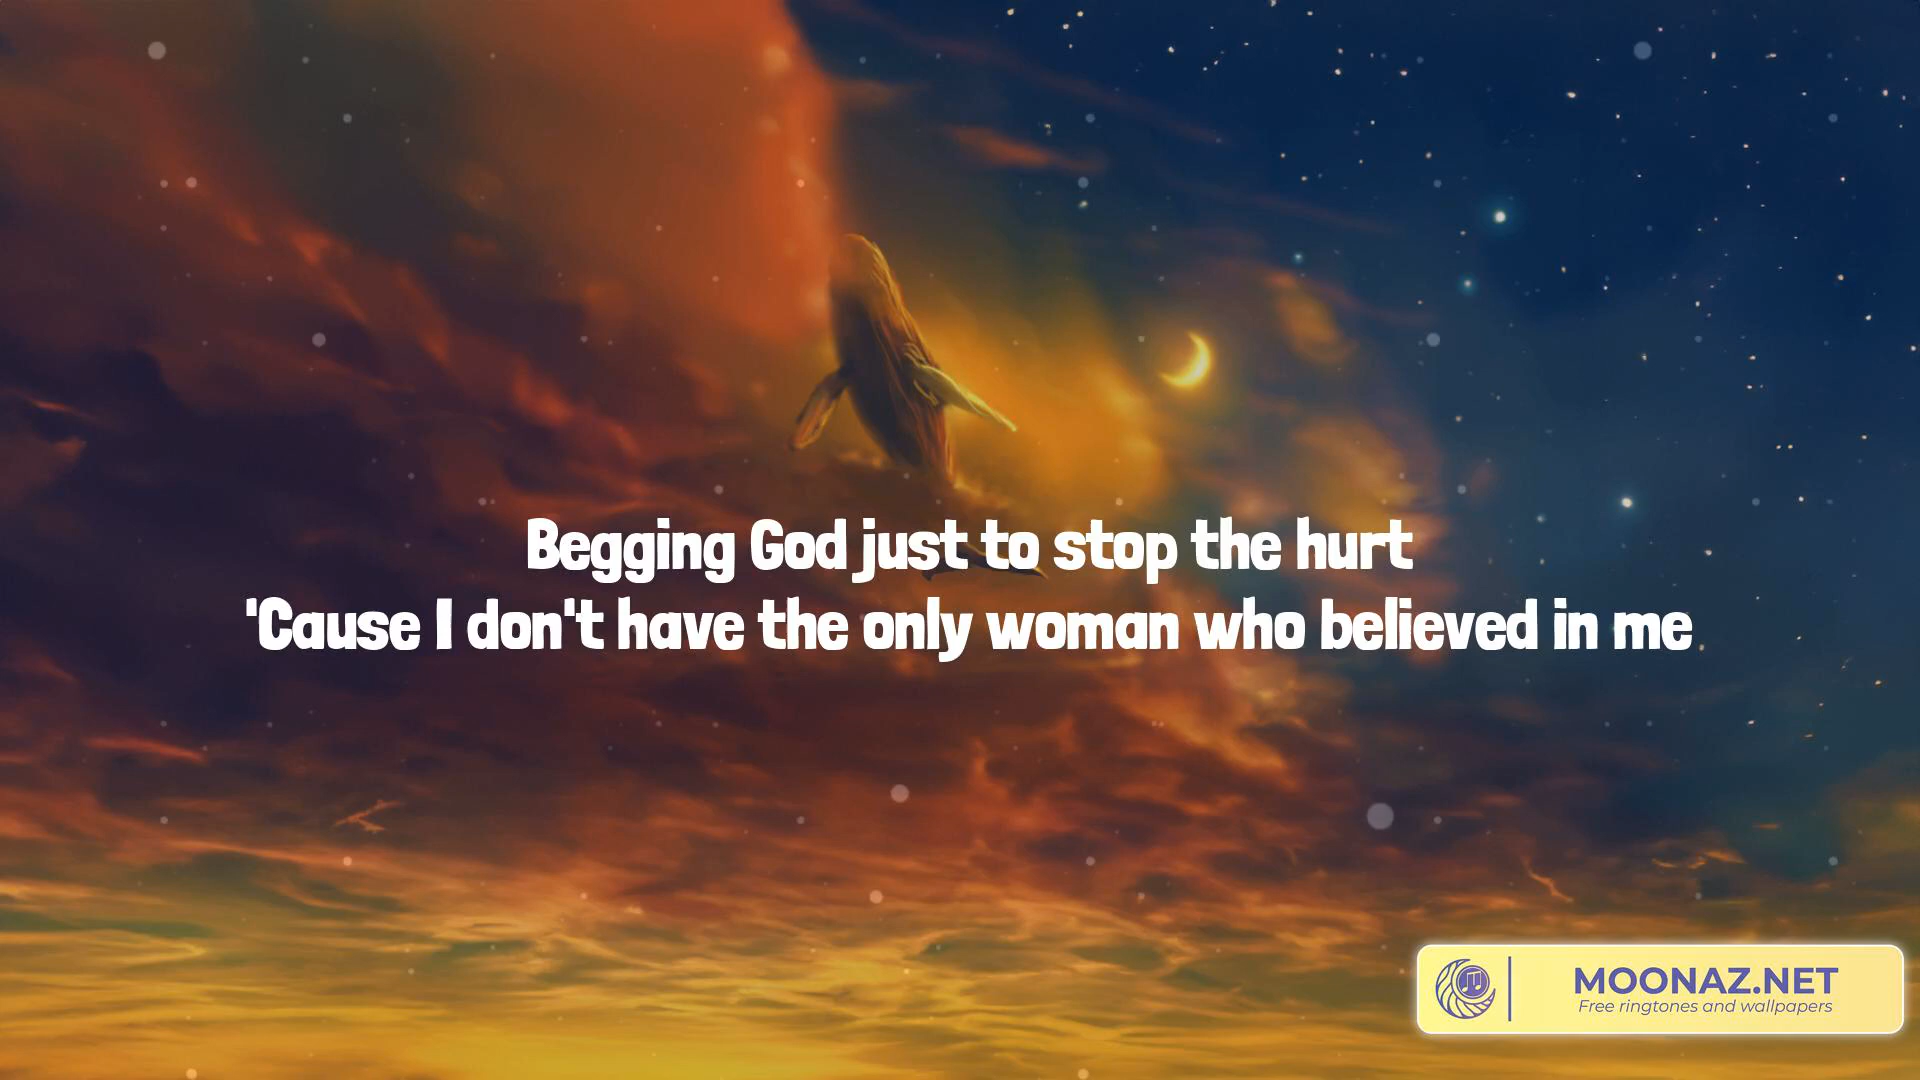 Begging God just to stop the hurt
'Cause I don't have the only woman who believed in me
MOONAZ.NET
Free ringtones and wallpapers